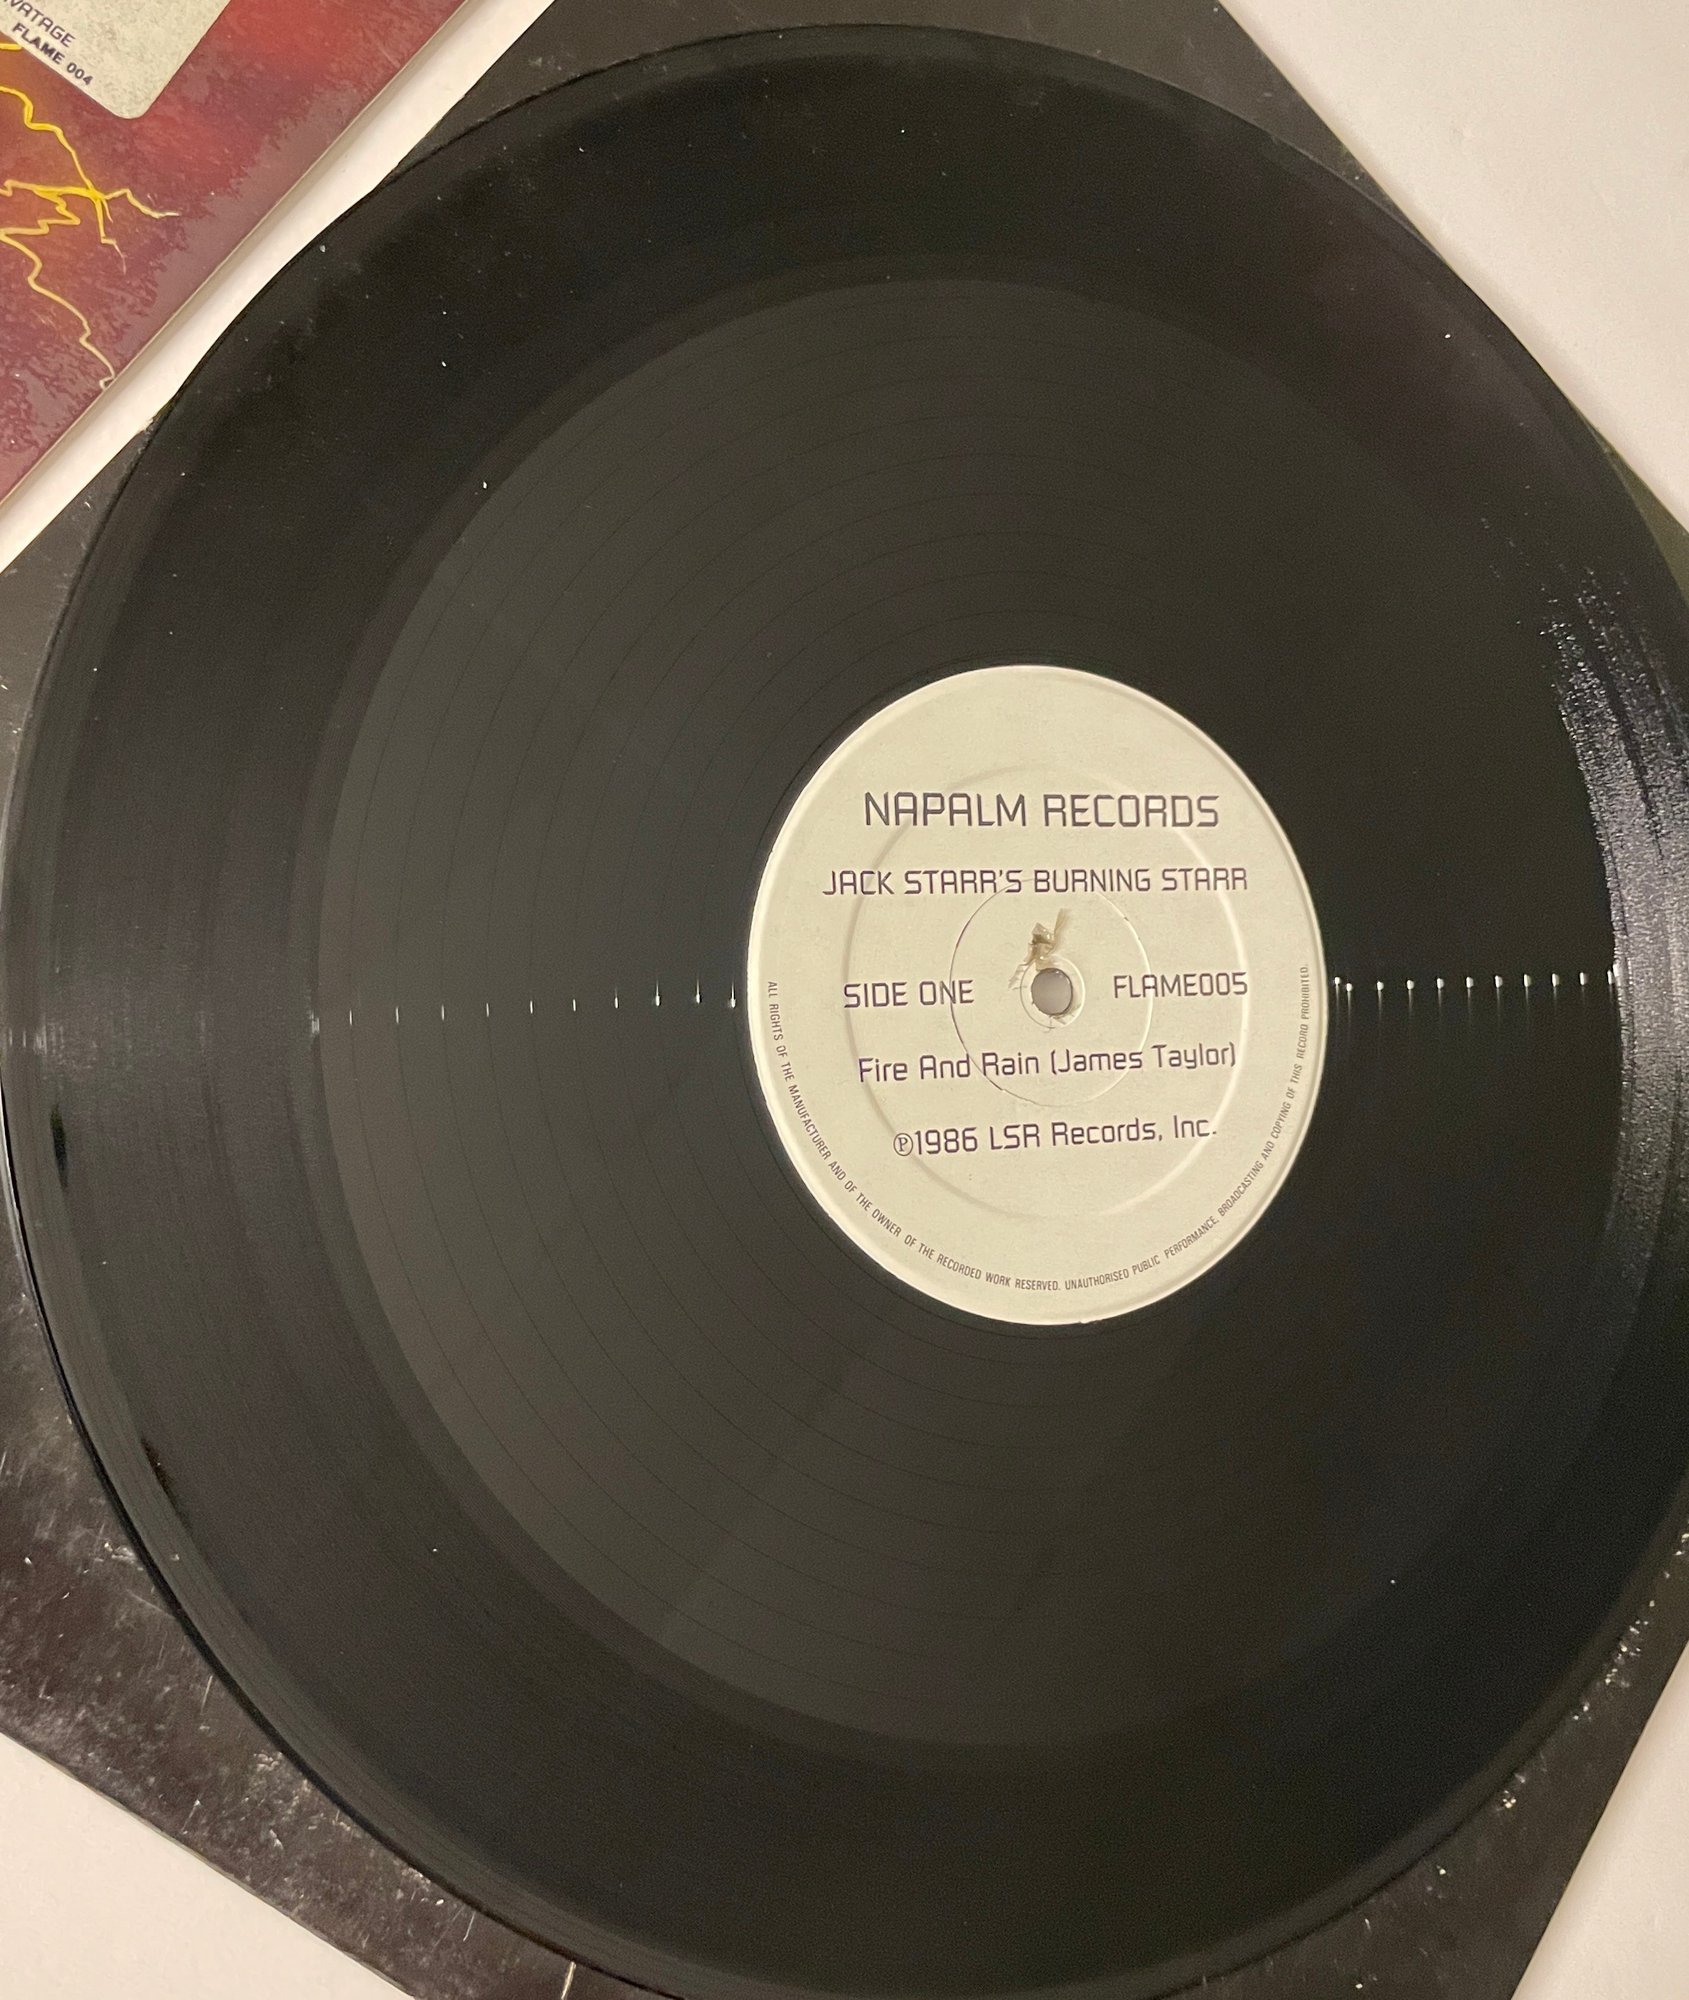 FLAME 004
NAPALM RECORDS
JACK STARR'S BURNING STARR
SIDE ONE
FLAME005
Fire And Rain (James Taylor)
℗1986 LSR Records, Inc.
ALL RIGHTS OF THE MANUFACTURER AND OF THE OWNER OF THE RECORDED WORK RESERVED. UNAUTHORISED PUBLIC PERFORMANCE, BROADCASTING AND COPYING OF THIS RECORD PROHIBITED.